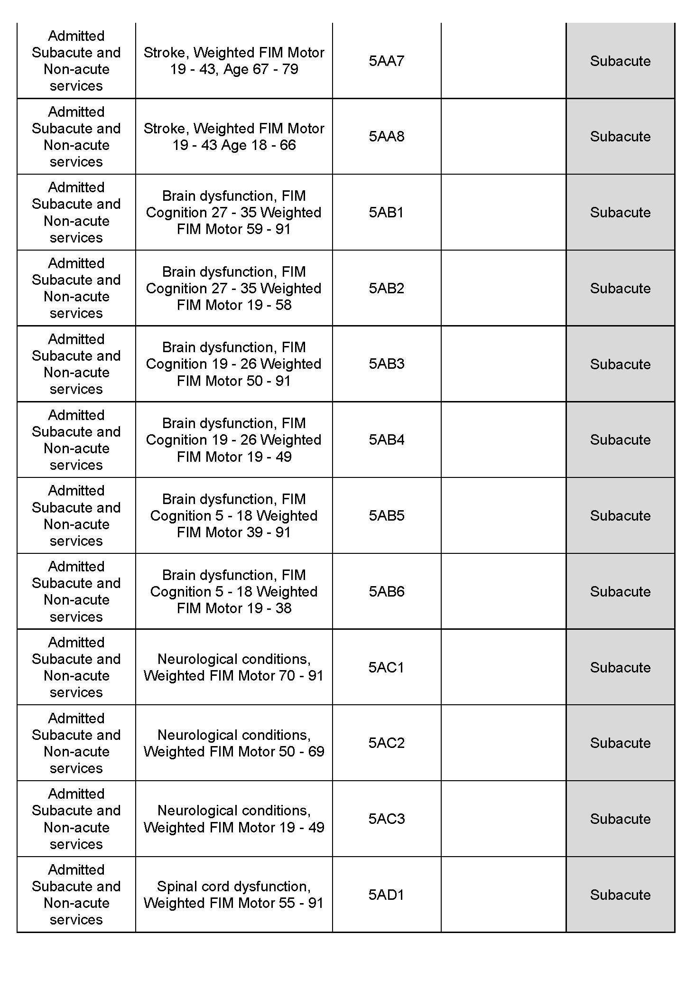 Admitted
Subacute and
Non-acute
services
Stroke, Weighted FIM Motor
19 - 43, Age 67 - 79
5AA7
Subacute
Admitted
Subacute and
Non-acute
services
Stroke, Weighted FIM Motor
19 - 43 Age 18 - 66
5AA8
Subacute
Admitted
Subacute and
Non-acute
services
Brain dysfunction, FIM
Cognition 27 - 35 Weighted
FIM Motor 59 - 91
5AB1
Subacute
Admitted
Subacute and
Non-acute
services
Brain dysfunction, FIM
Cognition 27 - 35 Weighted
FIM Motor 19 - 58
5AB2
Subacute
Admitted
Subacute and
Non-acute
services
Brain dysfunction, FIM
Cognition 19 - 26 Weighted
FIM Motor 50 - 91
5AB3
Subacute
Admitted
Subacute and
Non-acute
services
Brain dysfunction, FIM
Cognition 19 - 26 Weighted
FIM Motor 19 - 49
5AB4
Subacute
Admitted
Subacute and
Non-acute
services
Brain dysfunction, FIM
Cognition 5 - 18 Weighted
FIM Motor 39 - 91
5AB5
Subacute
Admitted
Subacute and
Non-acute
services
Brain dysfunction, FIM
Cognition 5 - 18 Weighted
FIM Motor 19 - 38
5AB6
Subacute
Admitted
Subacute and
Non-acute
services
Neurological conditions,
Weighted FIM Motor 70 - 91
5AC1
Subacute
Admitted
Subacute and
Non-acute
services
Neurological conditions,
Weighted FIM Motor 50 - 69
5AC2
Subacute
Admitted
Subacute and
Non-acute
services
Neurological conditions,
Weighted FIM Motor 19 - 49
5AC3
Subacute
Admitted
Subacute and
Non-acute
services
Spinal cord dysfunction,
Weighted FIM Motor 55 - 91
5AD1
Subacute